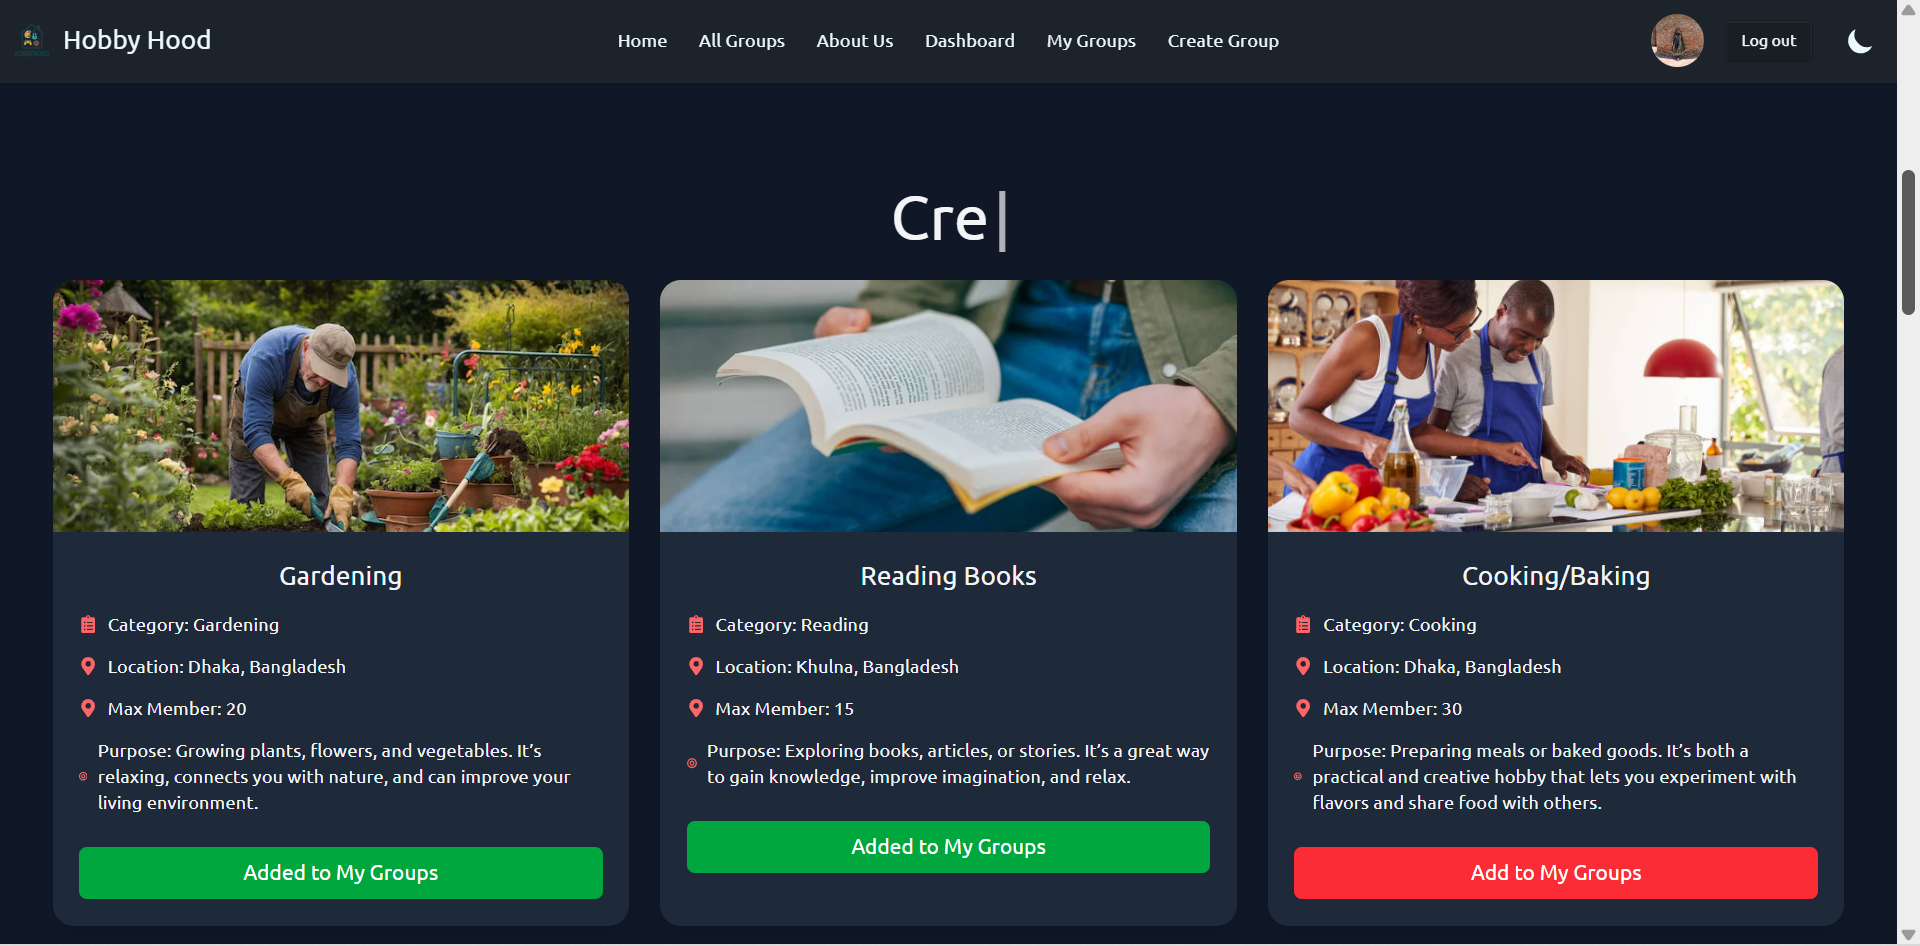 Hobby Hood
Home
All Groups
About Us
Dashboard
My Groups
Create Group
Log out
Cre
Gardening
Category: Gardening
Location: Dhaka, Bangladesh
Max Member: 20
Purpose: Growing plants, flowers, and vegetables. It’s
relaxing, connects you with nature, and can improve your
living environment.
Added to My Groups
Reading Books
Category: Reading
Location: Khulna, Bangladesh
Max Member: 15
Purpose: Exploring books, articles, or stories. It’s a great way
to gain knowledge, improve imagination, and relax.
Added to My Groups
Cooking/Baking
Category: Cooking
Location: Dhaka, Bangladesh
Max Member: 30
Purpose: Preparing meals or baked goods. It’s both a
practical and creative hobby that lets you experiment with
flavors and share food with others.
Add to My Groups